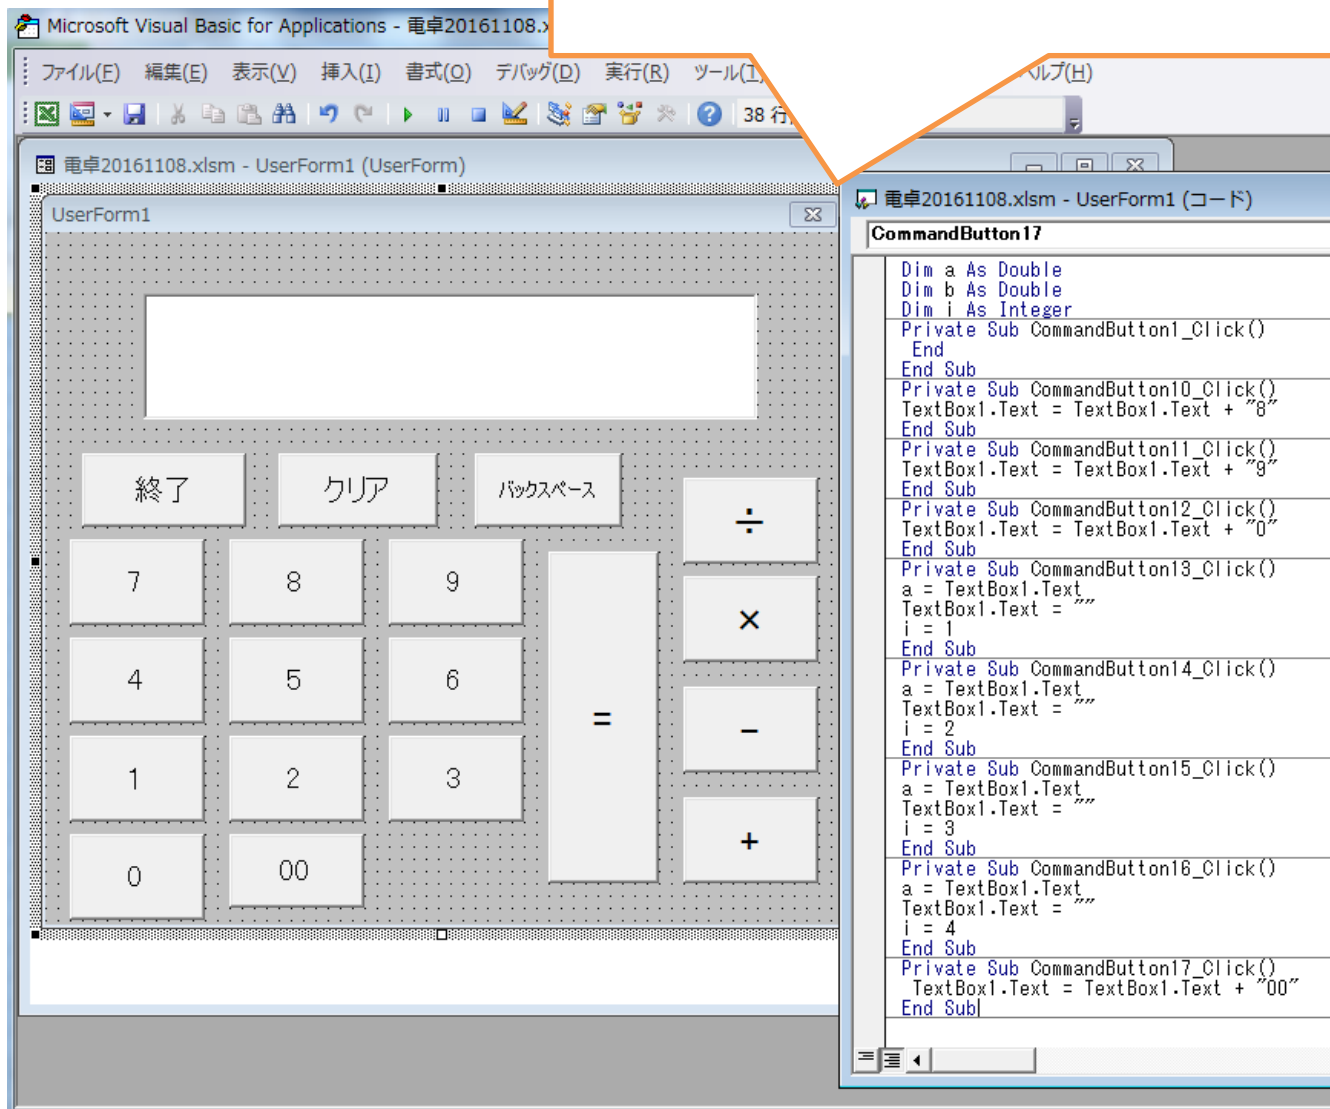 Microsoft Visual Basic for Applications - 電卓20161108.x
ファイル(F) 編集(E) 表示(V) 挿入(I) 書式(O) デバッグ(D) 実行(R) ツール(T) ヘルプ(H)
38 行
電卓20161108.xlsm - UserForm1 (UserForm)
UserForm1
終了 クリア バックスペース
÷
7 8 9
×
4 5 6
=
−
1 2 3
+
0 00
電卓20161108.xlsm - UserForm1 (コード)
CommandButton17
Dim a As Double
Dim b As Double
Dim i As Integer
Private Sub CommandButton1_Click()
End
End Sub
Private Sub CommandButton10_Click()
TextBox1.Text = TextBox1.Text + "8"
End Sub
Private Sub CommandButton11_Click()
TextBox1.Text = TextBox1.Text + "9"
End Sub
Private Sub CommandButton12_Click()
TextBox1.Text = TextBox1.Text + "0"
End Sub
Private Sub CommandButton13_Click()
a = TextBox1.Text
TextBox1.Text = ""
i = 1
End Sub
Private Sub CommandButton14_Click()
a = TextBox1.Text
TextBox1.Text = ""
i = 2
End Sub
Private Sub CommandButton15_Click()
a = TextBox1.Text
TextBox1.Text = ""
i = 3
End Sub
Private Sub CommandButton16_Click()
a = TextBox1.Text
TextBox1.Text = ""
i = 4
End Sub
Private Sub CommandButton17_Click()
TextBox1.Text = TextBox1.Text + "00"
End Sub